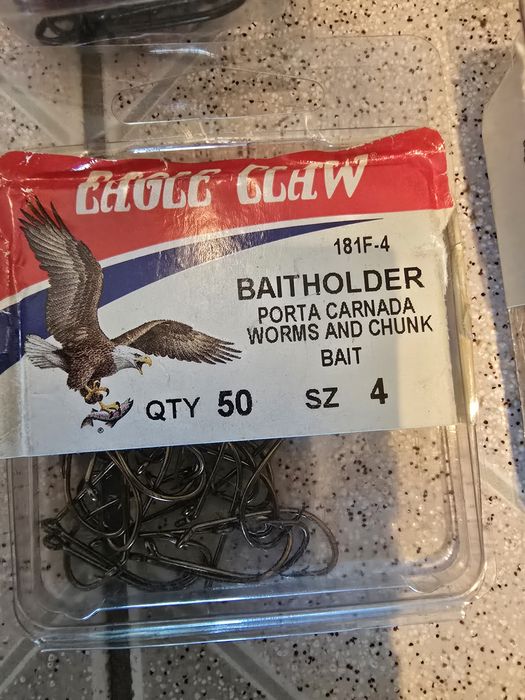 EAGLE CLAW
181F-4
BAITHOLDER
PORTA CARNADA
WORMS AND CHUNK
BAIT
QTY 50 SZ 4
®